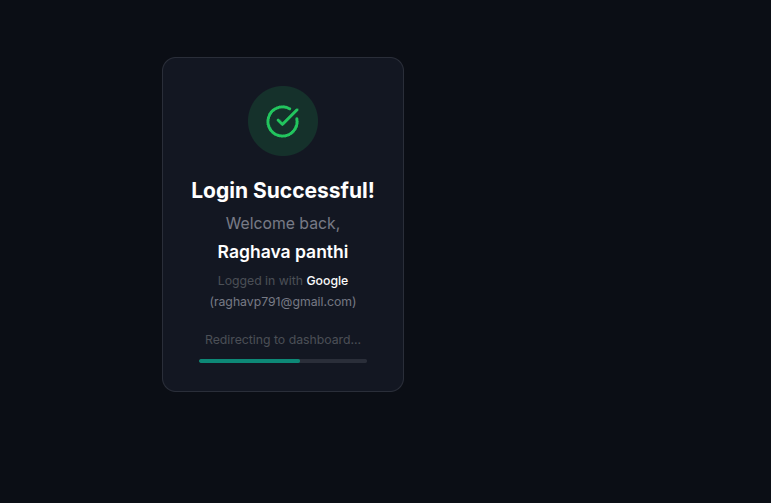 Login Successful!
Welcome back,
Raghava panthi
Logged in with Google
(raghavp791@gmail.com)
Redirecting to dashboard...